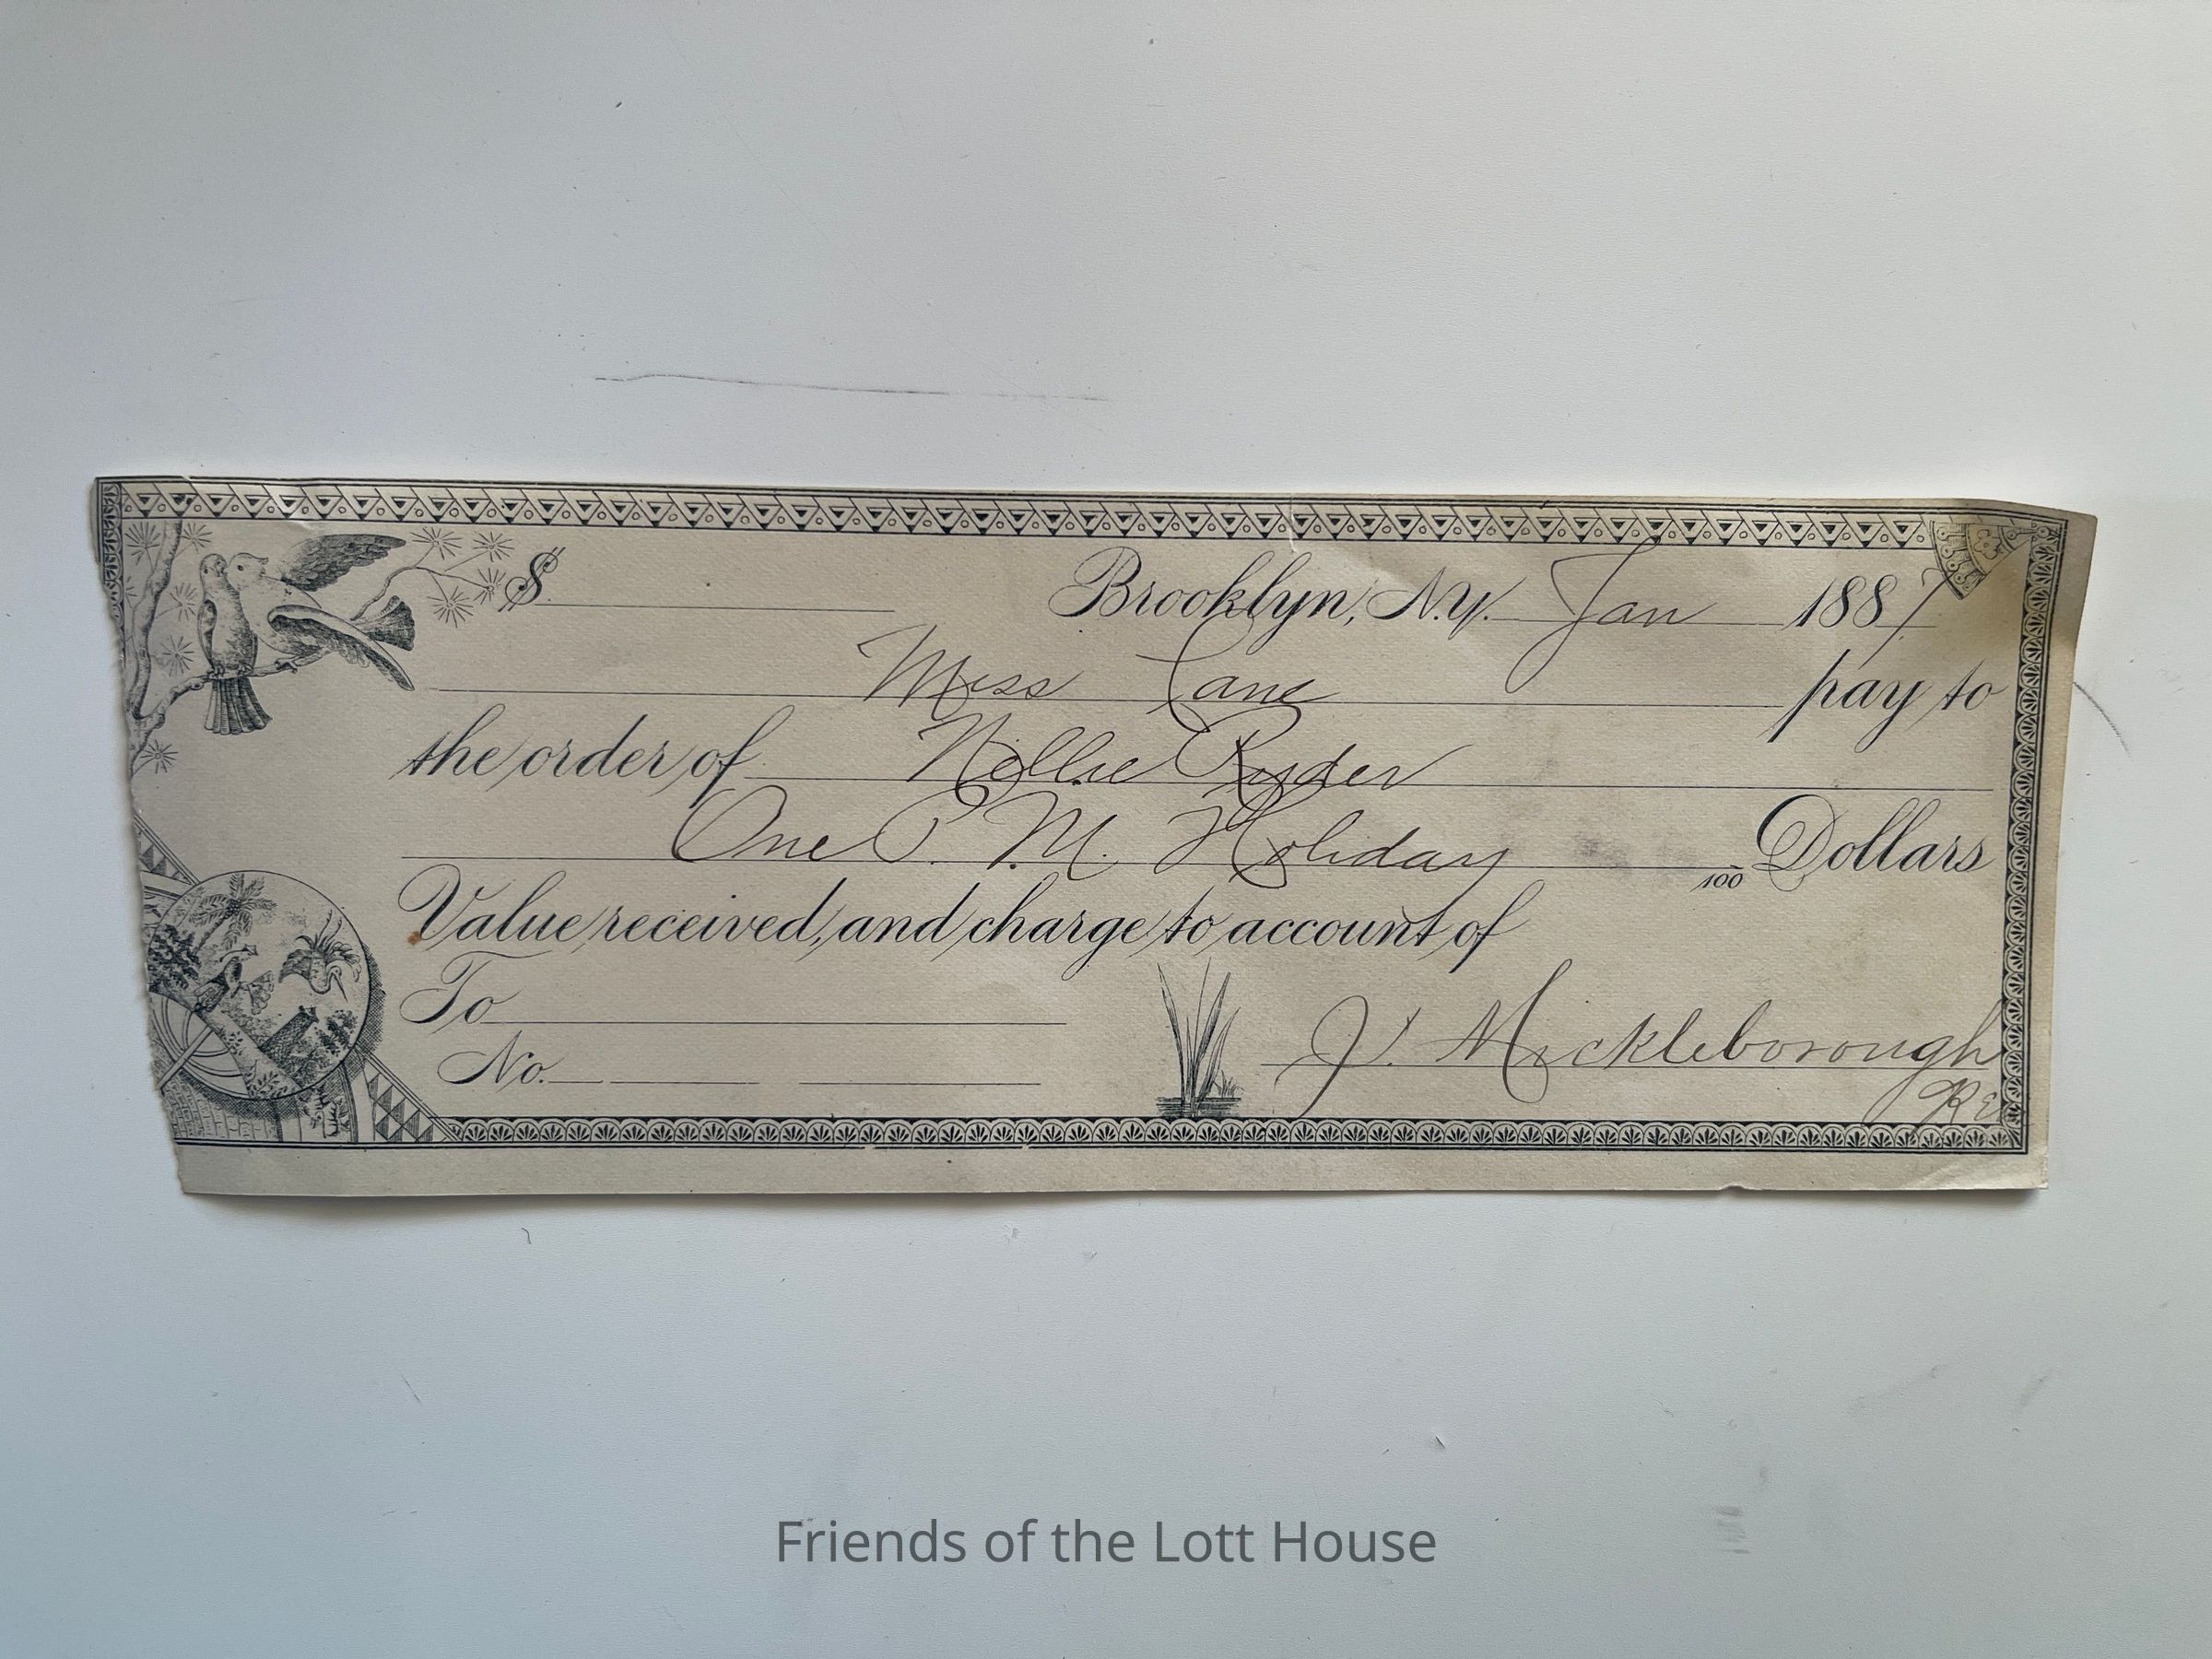 $ Brooklyn, N.Y. Jan 1887
Miss Lane pay to
the order of Nellie Ryder
One P. M. Holiday 100 Dollars
Value received, and charge to account of
To
No. J. Mickleborough
Friends of the Lott House